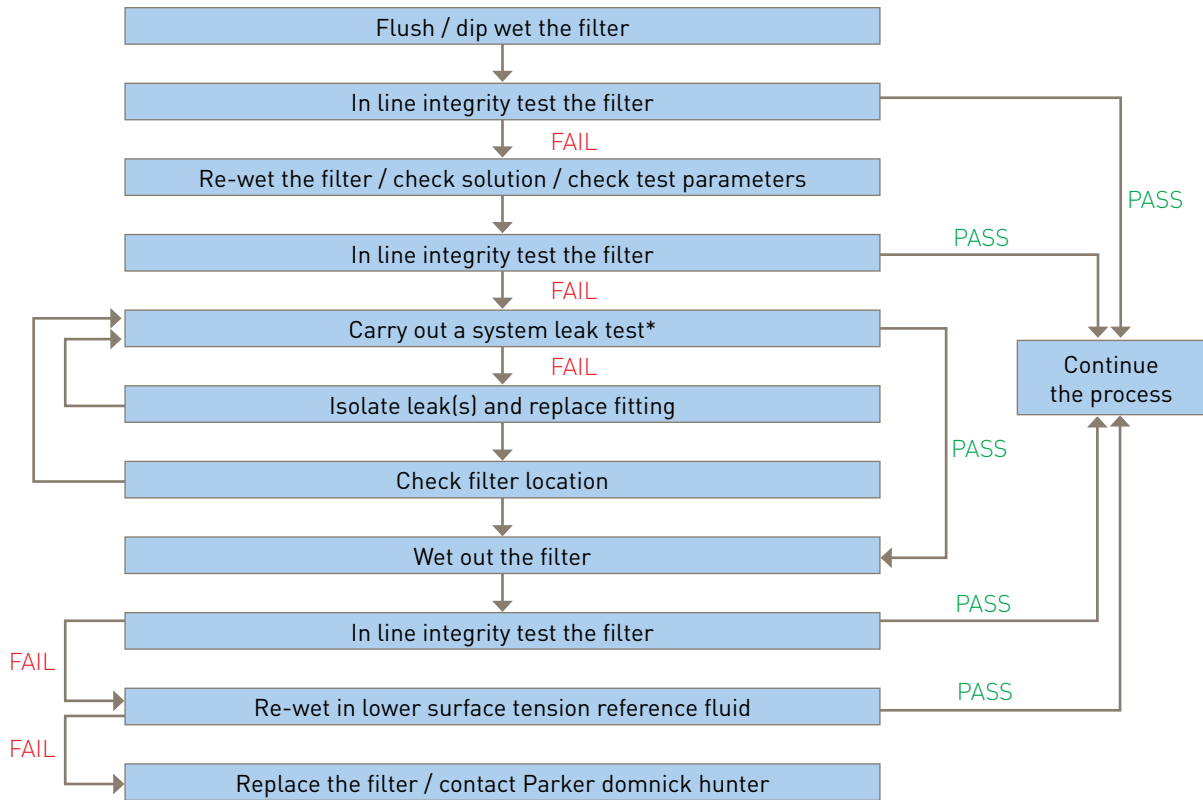 Flush / dip wet the filter
In line integrity test the filter
FAIL
PASS
Re-wet the filter / check solution / check test parameters
In line integrity test the filter
PASS
FAIL
Carry out a system leak test*
FAIL
Continue
the process
Isolate leak(s) and replace fitting
PASS
Check filter location
Wet out the filter
In line integrity test the filter
PASS
FAIL
Re-wet in lower surface tension reference fluid
PASS
FAIL
Replace the filter / contact Parker domnick hunter